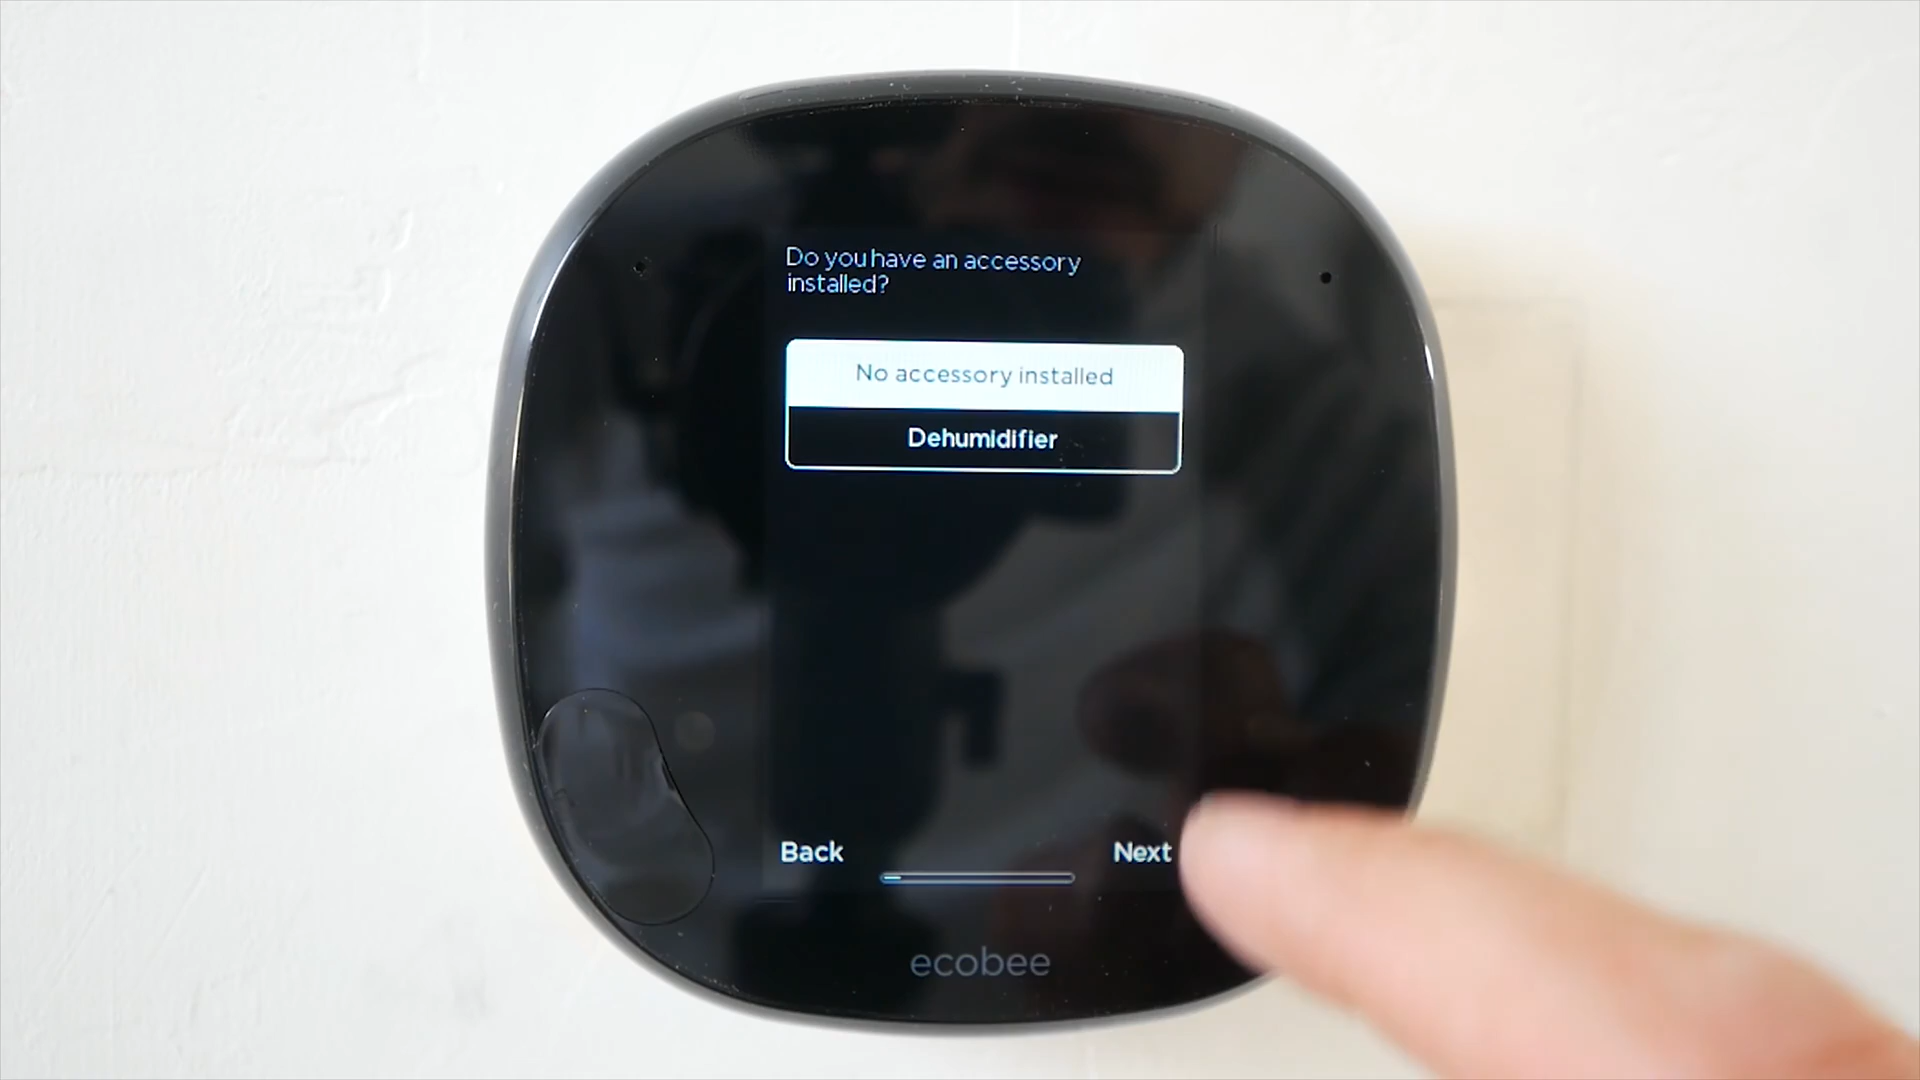 Do you have an accessory
installed?
No accessory installed
Dehumidifier
Back
Next
ecobee